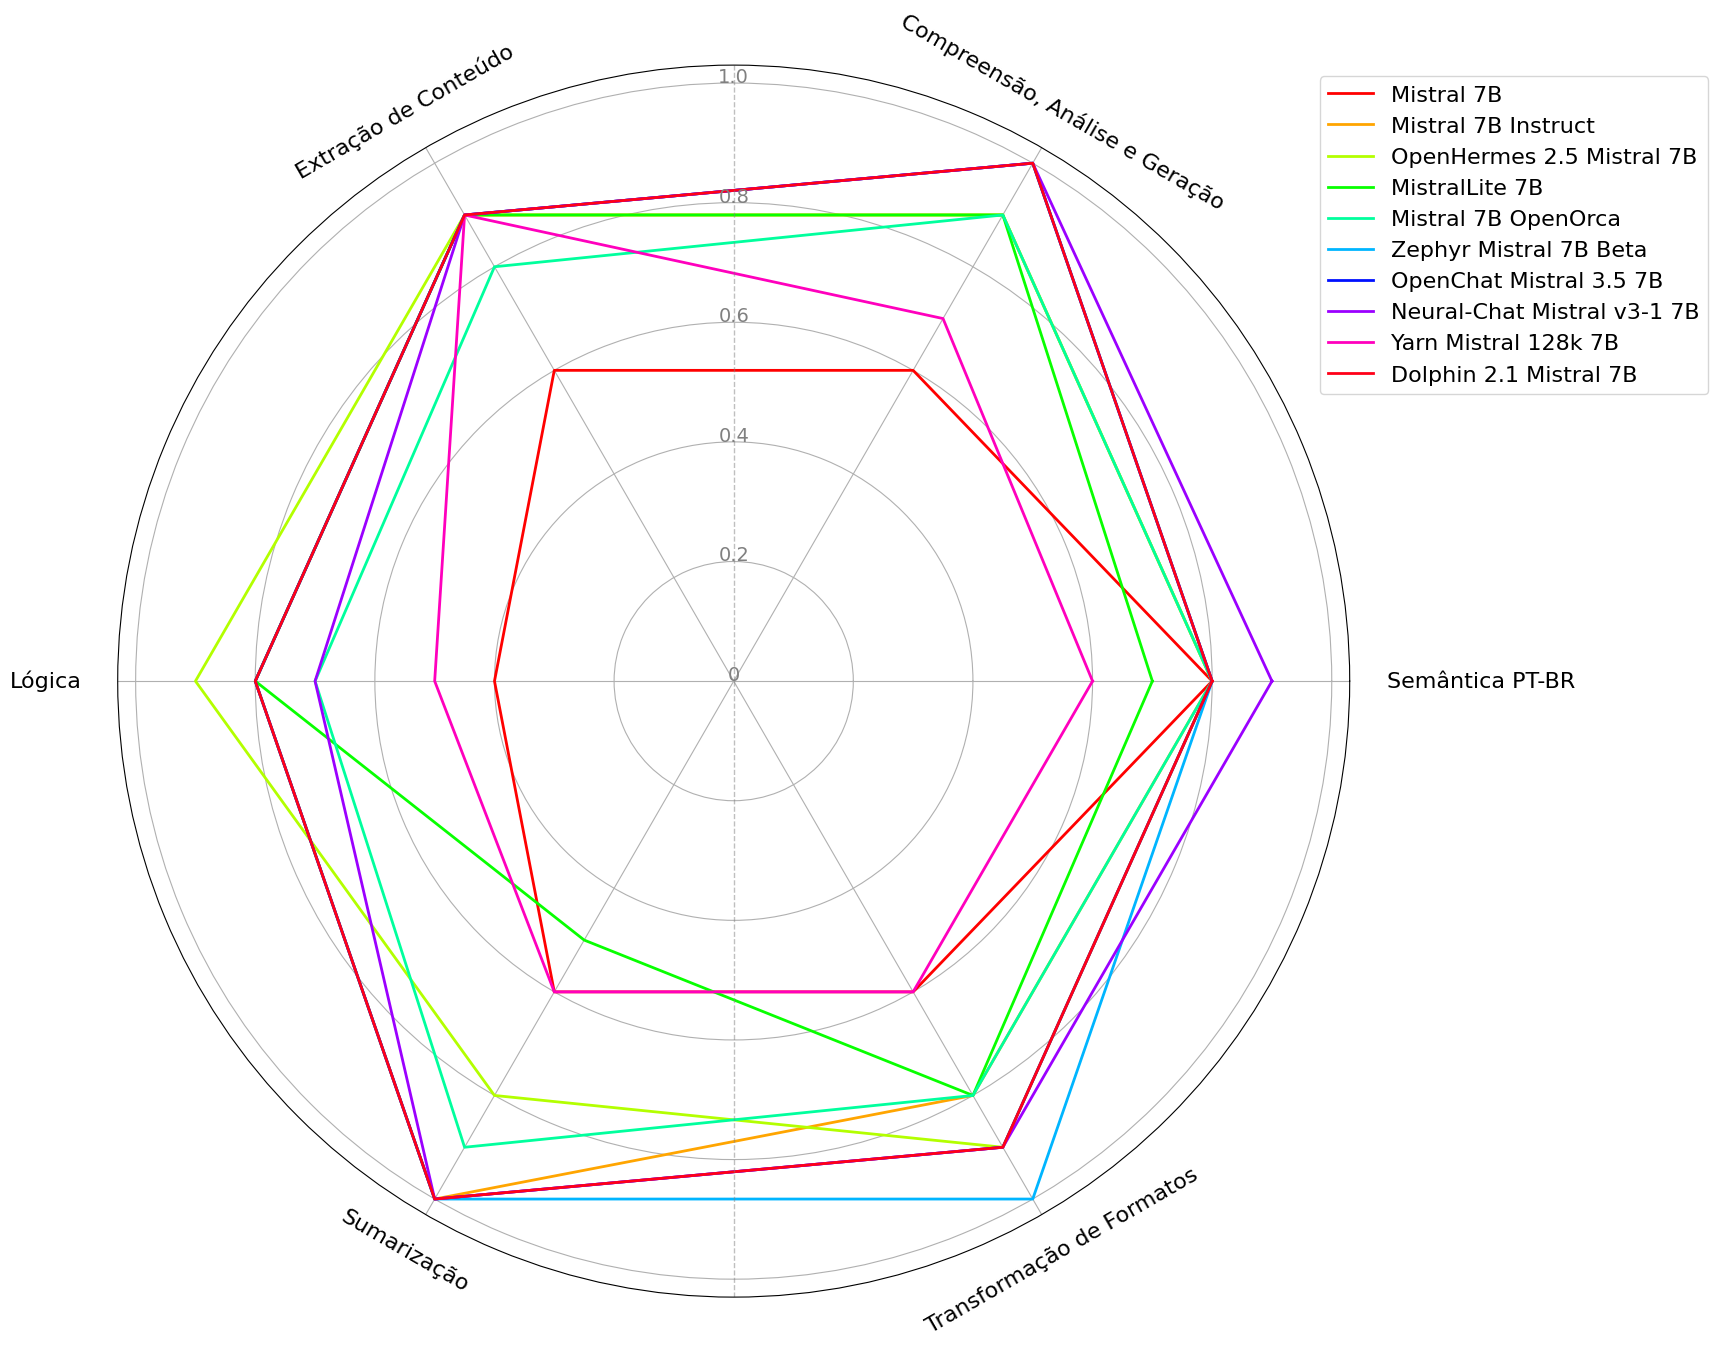 Compreensão, Análise e Geração
Extração de Conteúdo
1.0
0.8
0.6
0.4
0.2
0
Lógica
Semântica PT-BR
Sumarização
Transformação de Formatos
Mistral 7B
Mistral 7B Instruct
OpenHermes 2.5 Mistral 7B
MistralLite 7B
Mistral 7B OpenOrca
Zephyr Mistral 7B Beta
OpenChat Mistral 3.5 7B
Neural-Chat Mistral v3-1 7B
Yarn Mistral 128k 7B
Dolphin 2.1 Mistral 7B